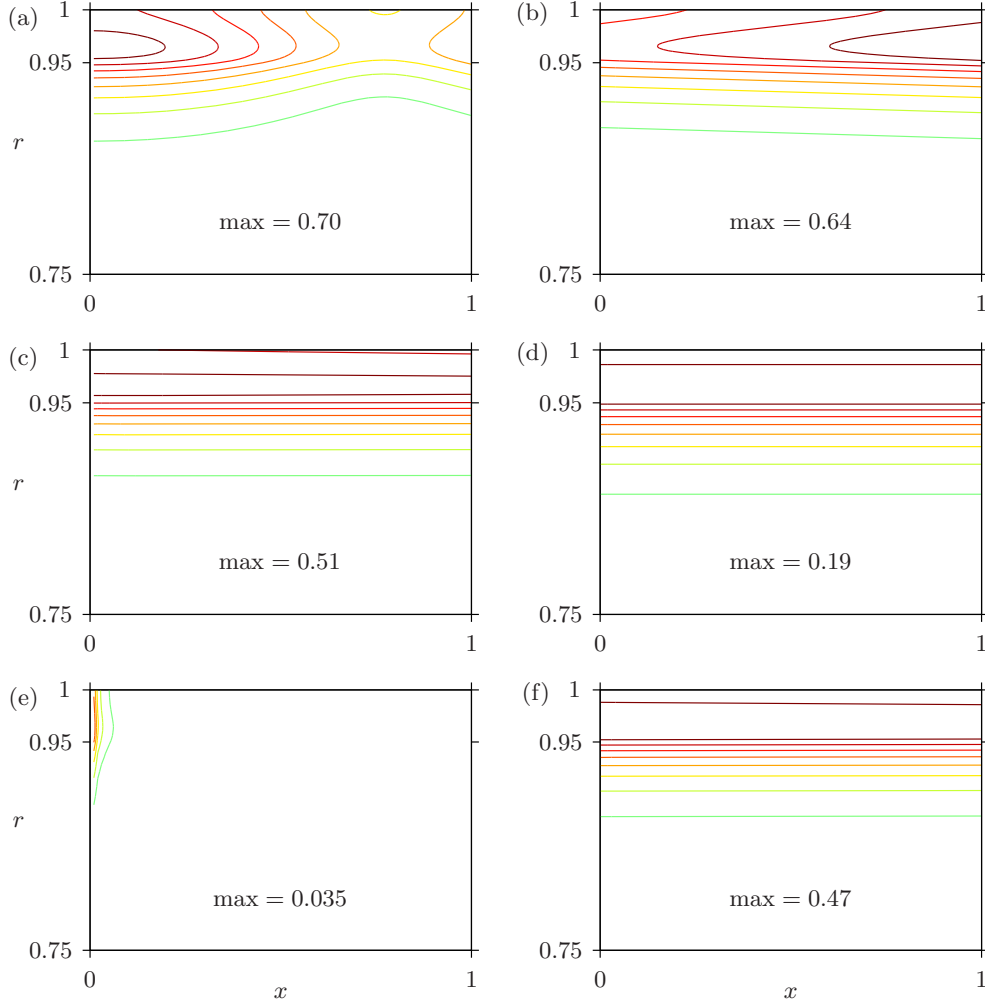 (a) 1 (b) 1
0.95 0.95
r
max = 0.70 max = 0.64
0.75 0.75
0 1 0 1
(c) 1 (d) 1
0.95 0.95
r
max = 0.51 max = 0.19
0.75 0.75
0 1 0 1
(e) 1 (f) 1
0.95 0.95
r
max = 0.035 max = 0.47
0.75 0.75
0 x 1 0 x 1